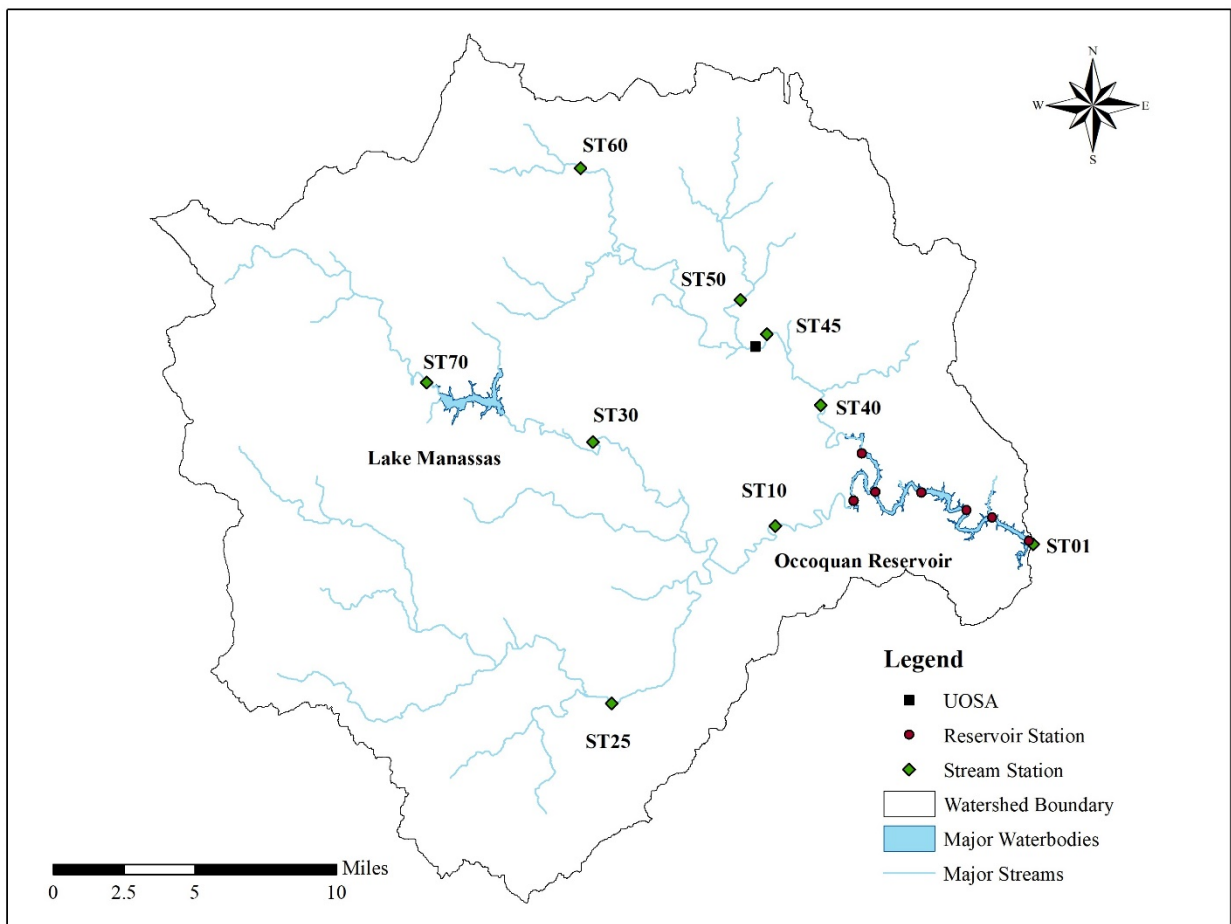 N
W E
S
ST60
ST50
ST45
ST70
ST40
ST30
Lake Manassas
ST10
ST01
Occoquan Reservoir
ST25
Legend
UOSA
Reservoir Station
Stream Station
Watershed Boundary
Major Waterbodies
Major Streams
Miles
0 2.5 5 10